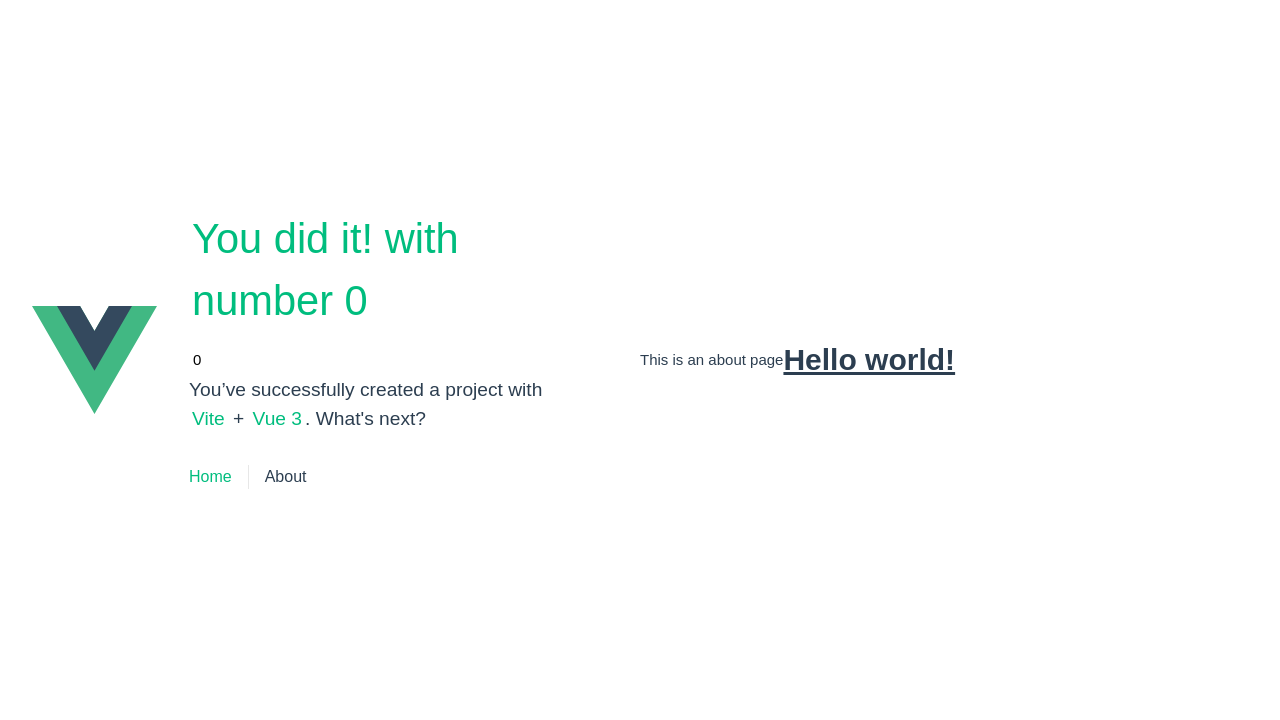 You did it! with
number 0
0
You’ve successfully created a project with
Vite + Vue 3. What's next?
Home About
This is an about page Hello world!